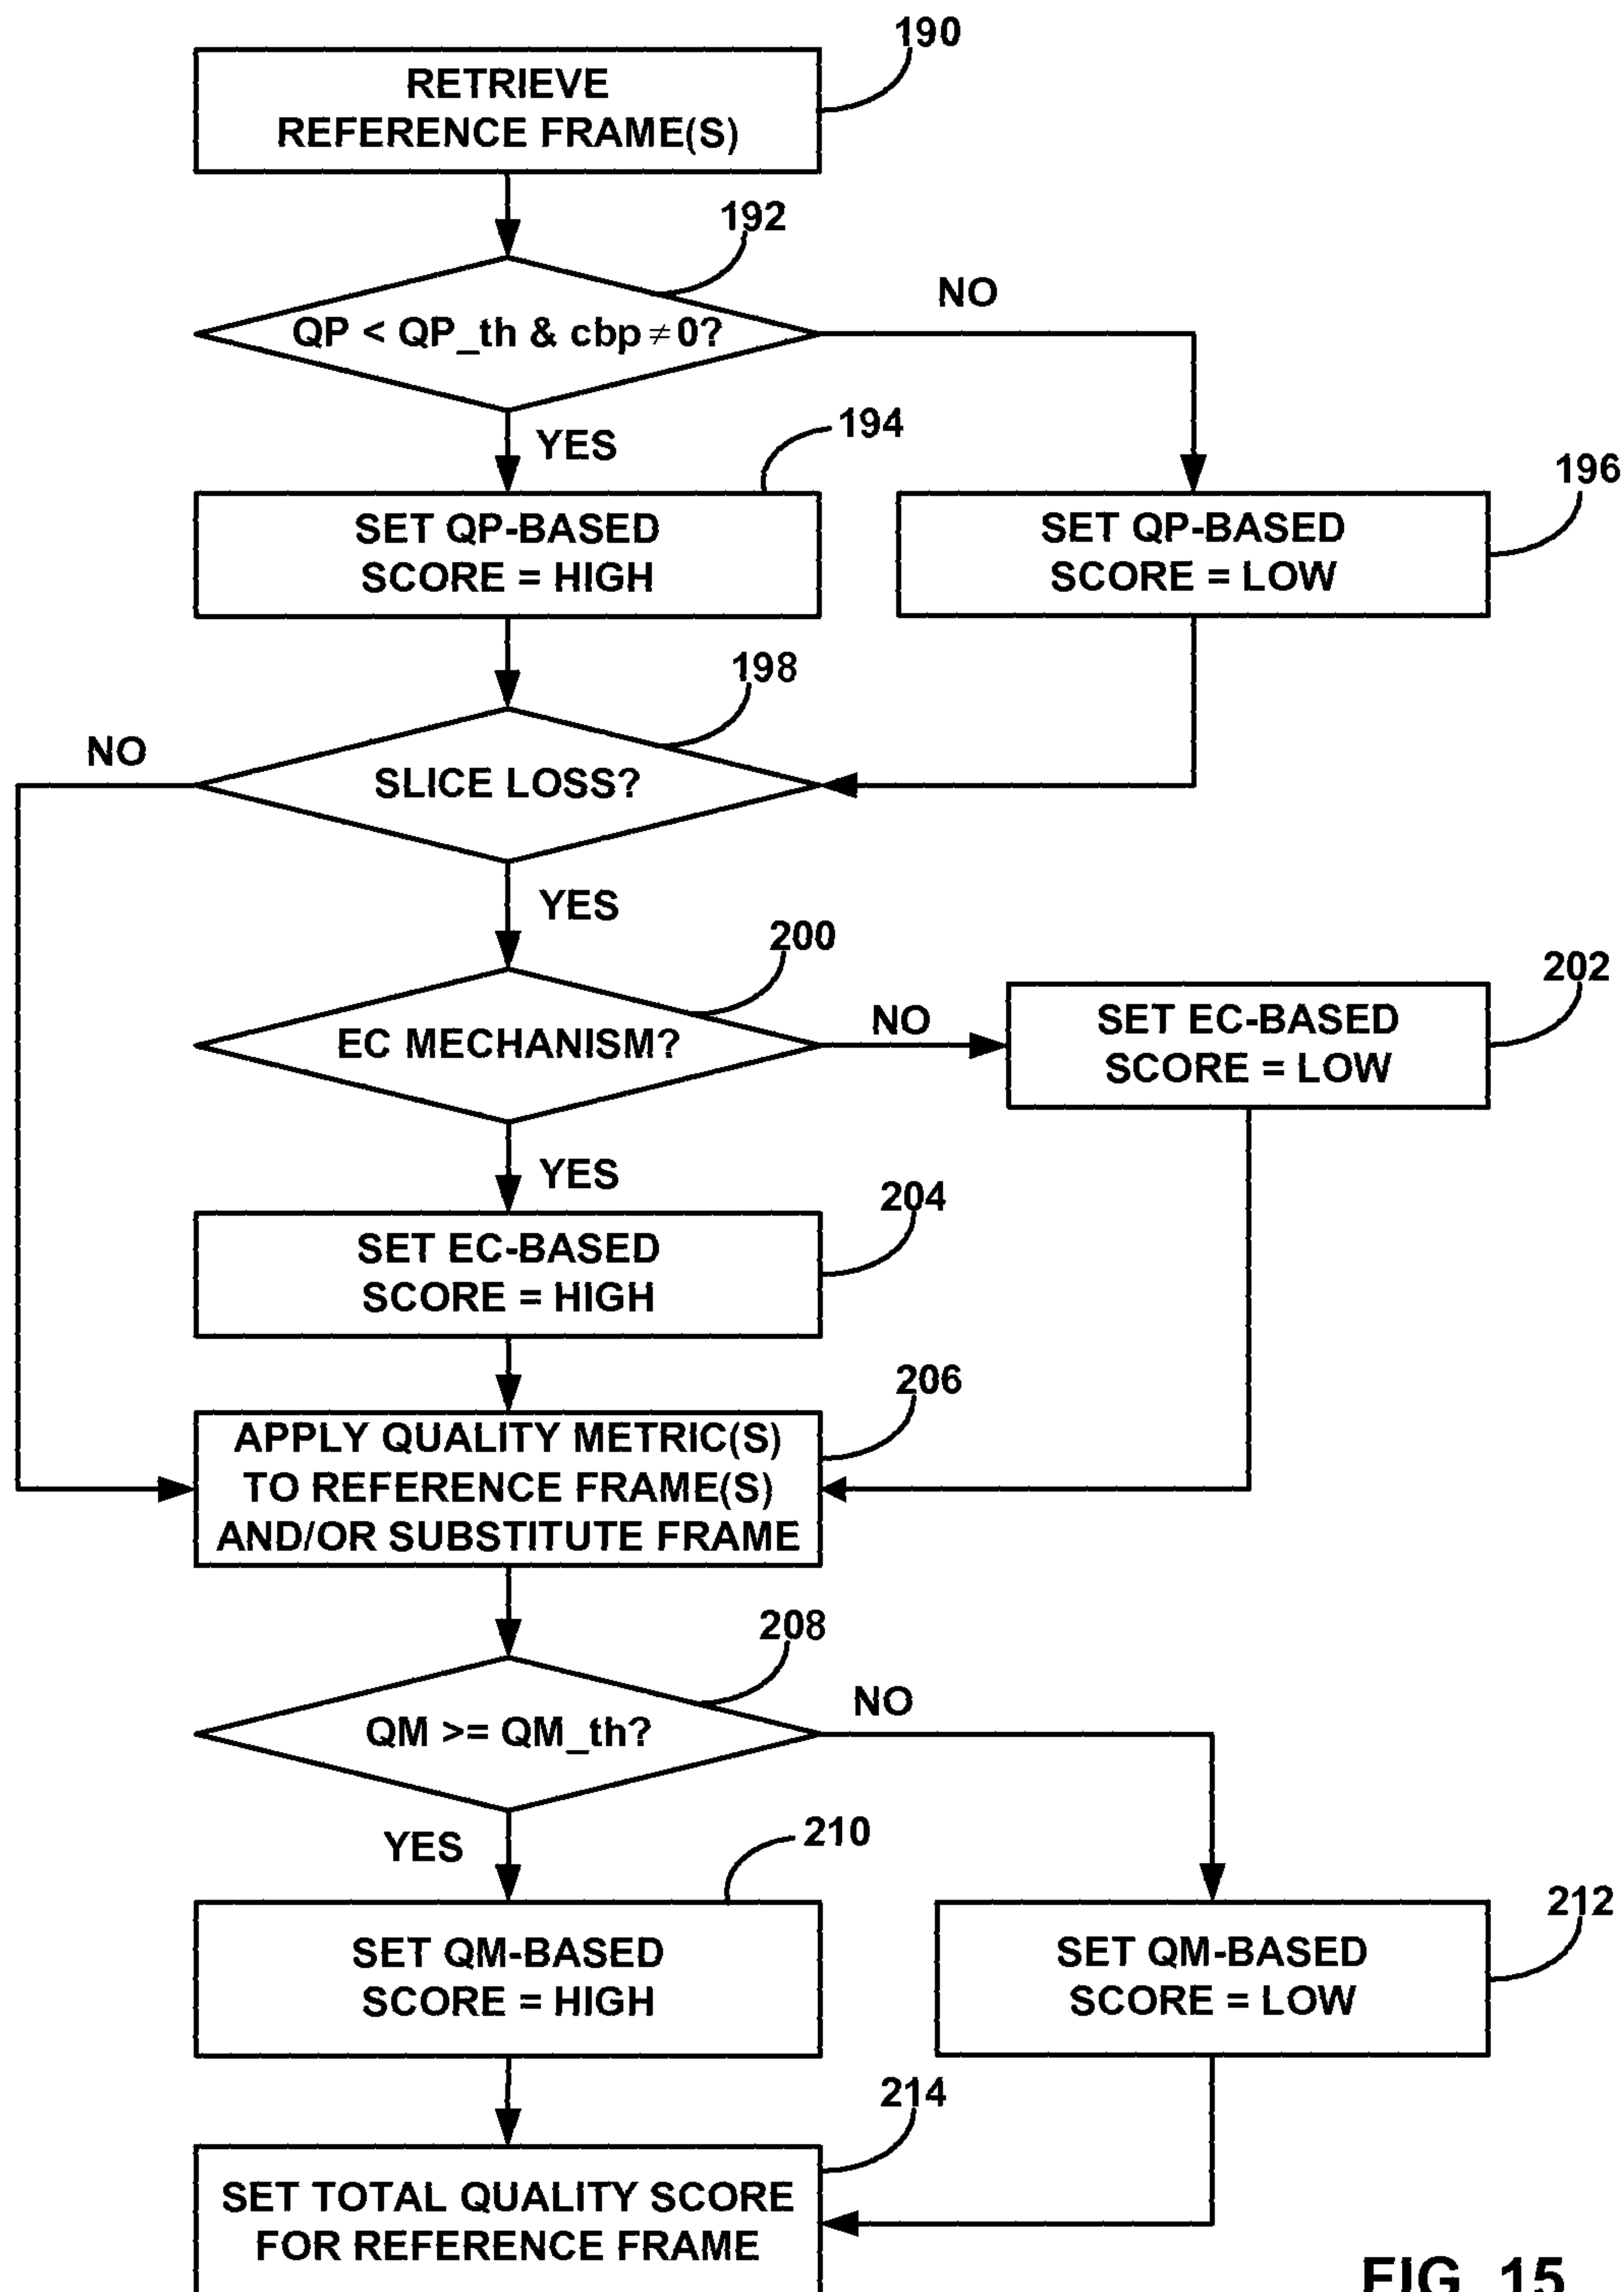 190
RETRIEVE
REFERENCE FRAME(S)
192
QP < QP_th & cbp ≠ 0?
NO
YES
194
196
SET QP-BASED
SCORE = HIGH
SET QP-BASED
SCORE = LOW
198
NO
SLICE LOSS?
YES
200
202
EC MECHANISM?
NO
SET EC-BASED
SCORE = LOW
YES
204
SET EC-BASED
SCORE = HIGH
206
APPLY QUALITY METRIC(S)
TO REFERENCE FRAME(S)
AND/OR SUBSTITUTE FRAME
208
QM >= QM_th?
NO
YES
210
212
SET QM-BASED
SCORE = HIGH
SET QM-BASED
SCORE = LOW
214
SET TOTAL QUALITY SCORE
FOR REFERENCE FRAME
FIG. 15